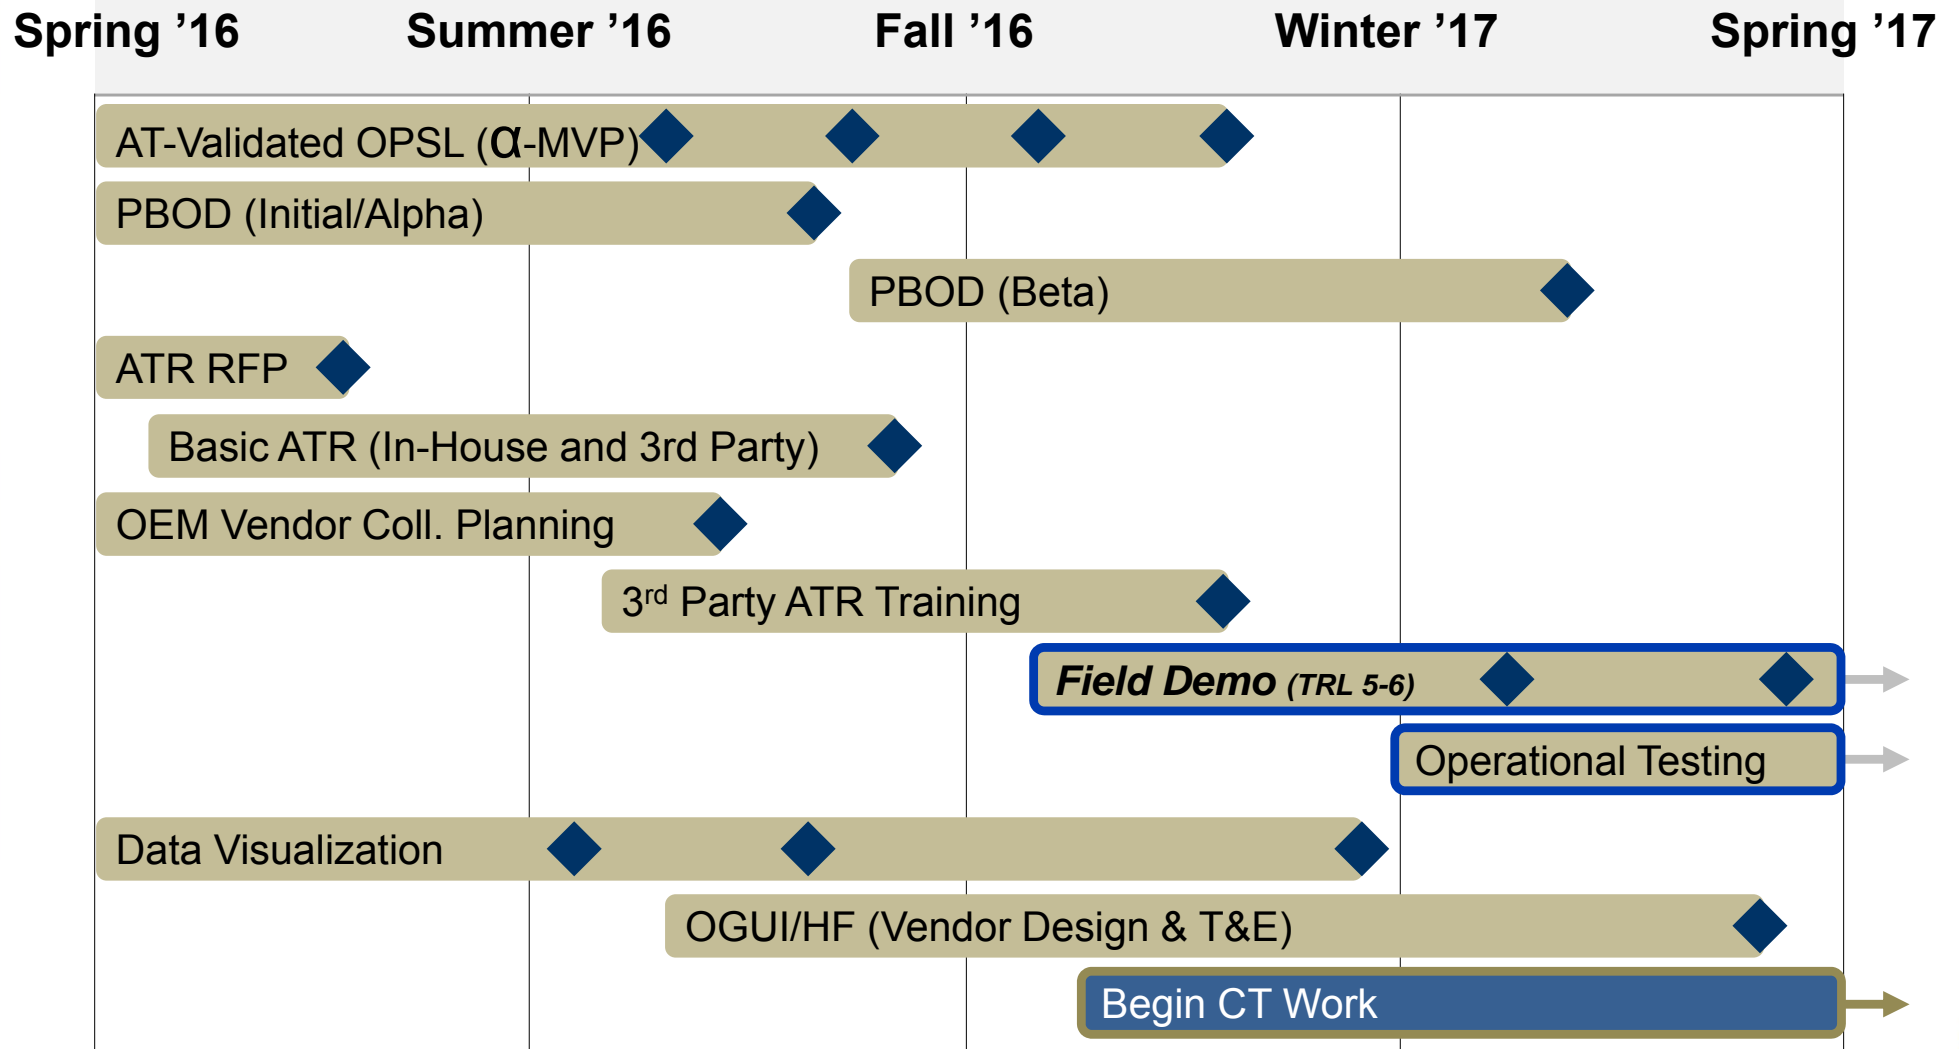 Spring ’16 Summer ’16 Fall ’16 Winter ’17 Spring ’17
AT-Validated OPSL (α-MVP)
PBOD (Initial/Alpha)
PBOD (Beta)
ATR RFP
Basic ATR (In-House and 3rd Party)
OEM Vendor Coll. Planning
3rd Party ATR Training
Field Demo (TRL 5-6)
Operational Testing
Data Visualization
OGUI/HF (Vendor Design & T&E)
Begin CT Work